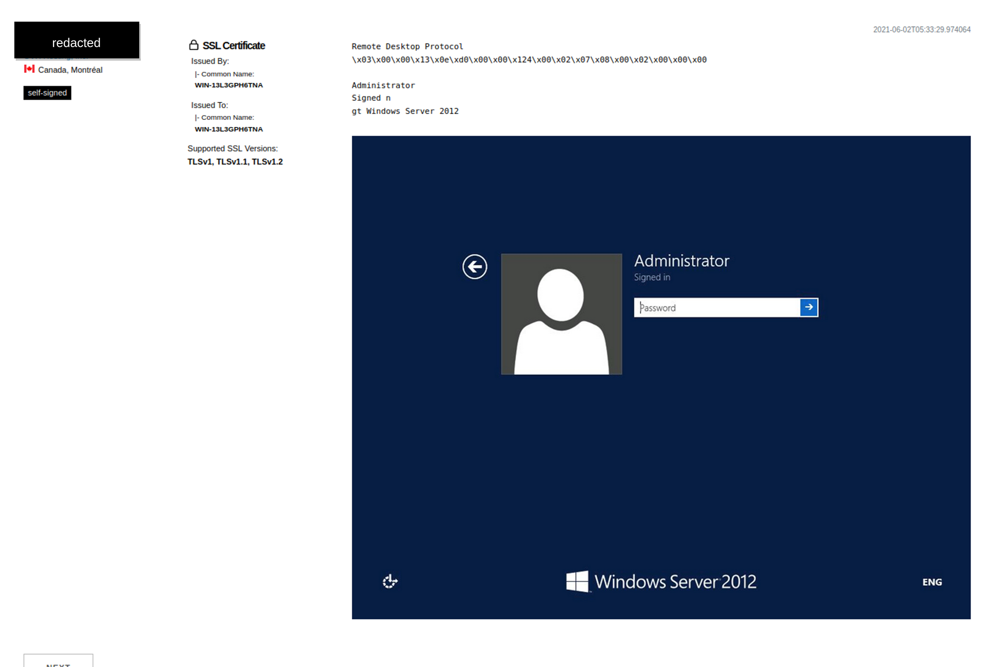 redacted
Canada, Montréal
self-signed
SSL Certificate
Issued By:
|- Common Name:
WIN-13L3GPH6TNA
Issued To:
|- Common Name:
WIN-13L3GPH6TNA
Supported SSL Versions:
TLSv1, TLSv1.1, TLSv1.2
2021-06-02T05:33:29.974064
Remote Desktop Protocol
\x03\x00\x00\x13\x0e\xd0\x00\x00\x124\x00\x02\x07\x08\x00\x02\x00\x00\x00
Administrator
Signed n
gt Windows Server 2012
Administrator
Signed in
Password
Windows Server 2012
ENG
NEXT